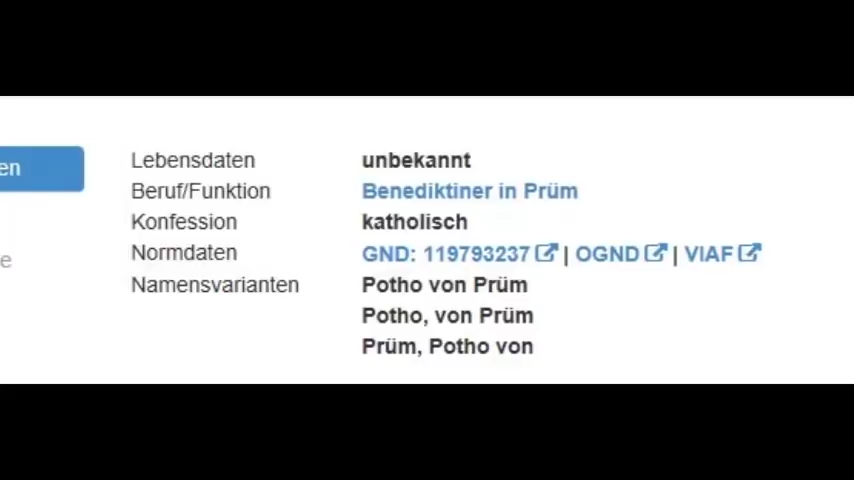 en
Lebensdaten unbekannt
Beruf/Funktion Benediktiner in Prüm
Konfession katholisch
e
Normdaten GND: 119793237 | OGND | VIAF
Namensvarianten Potho von Prüm
Potho, von Prüm
Prüm, Potho von